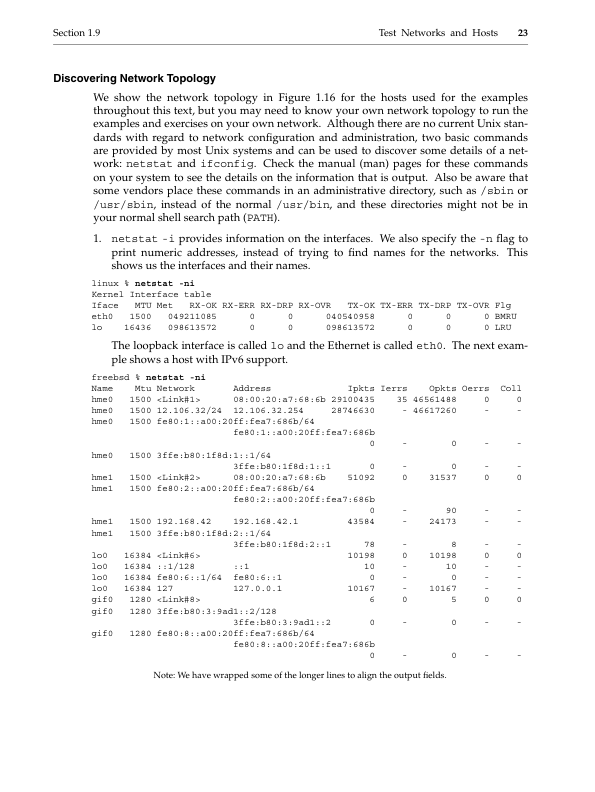 Section 1.9 Test Networks and Hosts 23
Discovering Network Topology
We show the network topology in Figure 1.16 for the hosts used for the examples
throughout this text, but you may need to know your own network topology to run the
examples and exercises on your own network. Although there are no current Unix stan-
dards with regard to network configuration and administration, two basic commands
are provided by most Unix systems and can be used to discover some details of a net-
work: netstat and ifconfig. Check the manual (man) pages for these commands
on your system to see the details on the information that is output. Also be aware that
some vendors place these commands in an administrative directory, such as /sbin or
/usr/sbin, instead of the normal /usr/bin, and these directories might not be in
your normal shell search path (PATH).
1. netstat -i provides information on the interfaces. We also specify the -n flag to
print numeric addresses, instead of trying to find names for the networks. This
shows us the interfaces and their names.
linux % netstat -ni
Kernel Interface table
Iface MTU Met RX-OK RX-ERR RX-DRP RX-OVR TX-OK TX-ERR TX-DRP TX-OVR Flg
eth0 1500 049211085 0 0 040540958 0 0 0 BMRU
lo 16436 098613572 0 0 098613572 0 0 0 LRU
The loopback interface is called lo and the Ethernet is called eth0. The next exam-
ple shows a host with IPv6 support.
freebsd % netstat -ni
Name Mtu Network Address Ipkts Ierrs Opkts Oerrs Coll
hme0 1500 <Link#1> 08:00:20:a7:68:6b 29100435 35 46561488 0 0
hme0 1500 12.106.32/24 12.106.32.254 28746630 - 46617260 - -
hme0 1500 fe80:1::a00:20ff:fea7:686b/64
fe80:1::a00:20ff:fea7:686b
0 - 0 - -
hme0 1500 3ffe:b80:1f8d:1::1/64
3ffe:b80:1f8d:1::1 0 - 0 - -
hme1 1500 <Link#2> 08:00:20:a7:68:6b 51092 0 31537 0 0
hme1 1500 fe80:2::a00:20ff:fea7:686b/64
fe80:2::a00:20ff:fea7:686b
0 - 90 - -
hme1 1500 192.168.42 192.168.42.1 43584 - 24173 - -
hme1 1500 3ffe:b80:1f8d:2::1/64
3ffe:b80:1f8d:2::1 78 - 8 - -
lo0 16384 <Link#6> 10198 0 10198 0 0
lo0 16384 ::1/128 ::1 10 - 10 - -
lo0 16384 fe80:6::1/64 fe80:6::1 0 - 0 - -
lo0 16384 127 127.0.0.1 10167 - 10167 - -
gif0 1280 <Link#8> 6 0 5 0 0
gif0 1280 3ffe:b80:3:9ad1::2/128
3ffe:b80:3:9ad1::2 0 - 0 - -
gif0 1280 fe80:8::a00:20ff:fea7:686b/64
fe80:8::a00:20ff:fea7:686b
0 - 0 - -
Note: We have wrapped some of the longer lines to align the output fields.